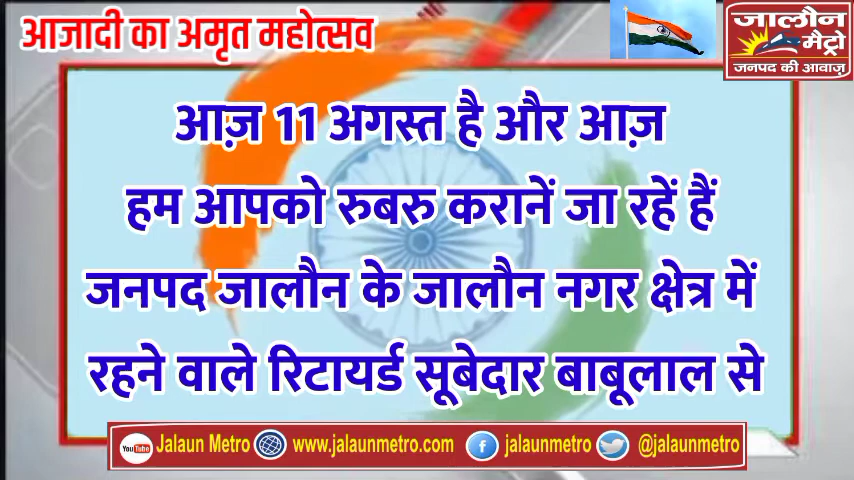 आजादी का अमृत महोत्सव
जालौन
मैट्रो
जनपद की आवाज़
आज़ 11 अगस्त है और आज़
हम आपको रुबरु करानें जा रहें हैं
जनपद जालौन के जालौन नगर क्षेत्र में
रहने वाले रिटायर्ड सूबेदार बाबूलाल से
YouTube Jalaun Metro www.jalaunmetro.com f jalaunmetro @jalaunmetro